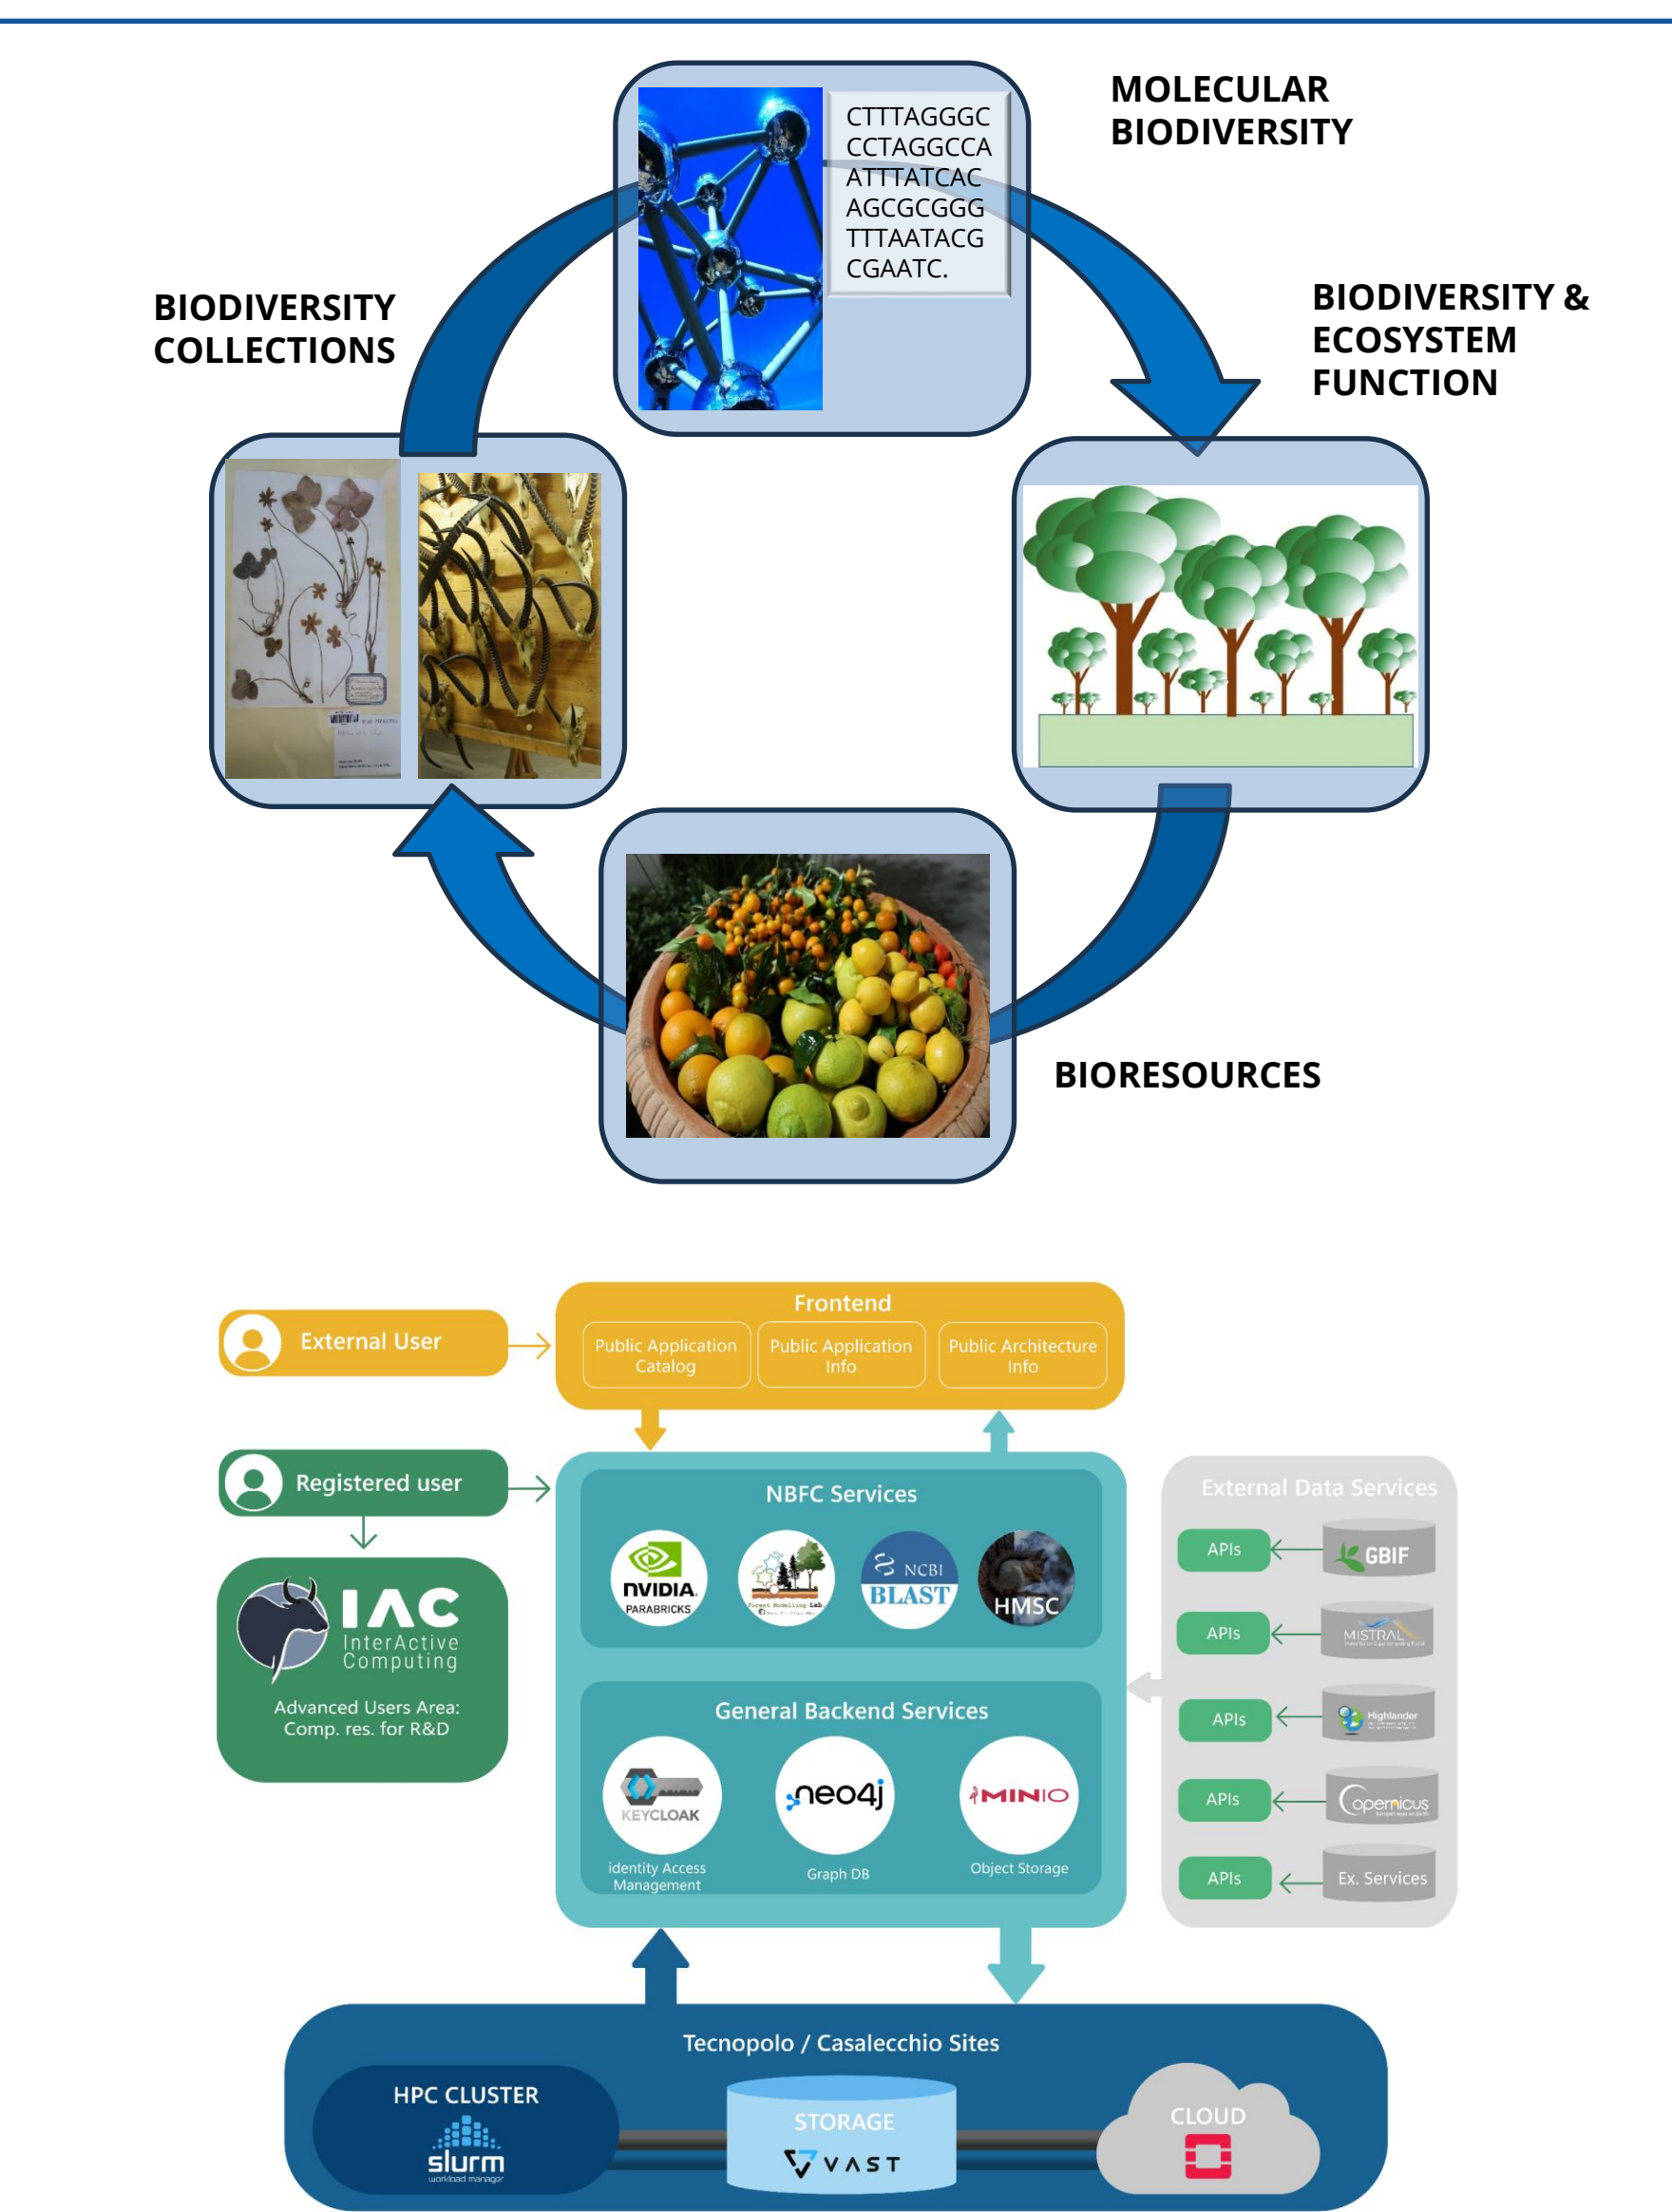 MOLECULAR
BIODIVERSITY
CTTTAGGGC
CCTAGGCCA
ATTTATCAC
AGCGCGGG
TTTAATACG
CGAATC.
BIODIVERSITY
COLLECTIONS
BIODIVERSITY &
ECOSYSTEM
FUNCTION
BIORESOURCES
Frontend
External User
Public Application
Catalog
Public Application
Info
Public Architecture
Info
Registered user
NBFC Services
NVIDIA.
PARABRICKS
Forest Modelling Lab.
NCBI
BLAST
HMSC
IAC
InterActive
Computing
Advanced Users Area:
Comp. res. for R&D
General Backend Services
KEYCLOAK
identity Access
Management
neo4j
Graph DB
MINIO
Object Storage
External Data Services
APIs
GBIF
APIs
MISTRAL
APIs
Highlander
APIs
Copernicus
APIs
Ex. Services
Tecnopolo / Casalecchio Sites
HPC CLUSTER
slurm
workload manager
STORAGE
VAST
CLOUD